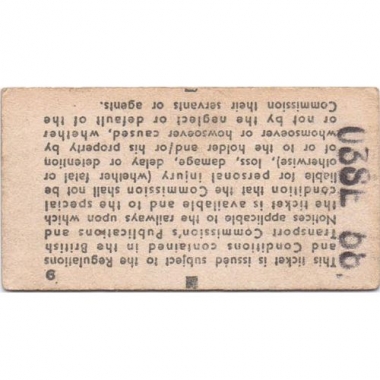 6
This ticket is issued subject to the Regulations
and Conditions contained in the British
Transport Commission's Publications and
Notices applicable to the railways upon which
the ticket is available and to the special
condition that the Commission shall not be
liable for personal injury (whether fatal or
otherwise), loss, damage, delay or detention
of or to the holder and/or his property by
whomsoever or howsoever caused, whether
or not by the neglect or default of the
Commission their servants or agents.